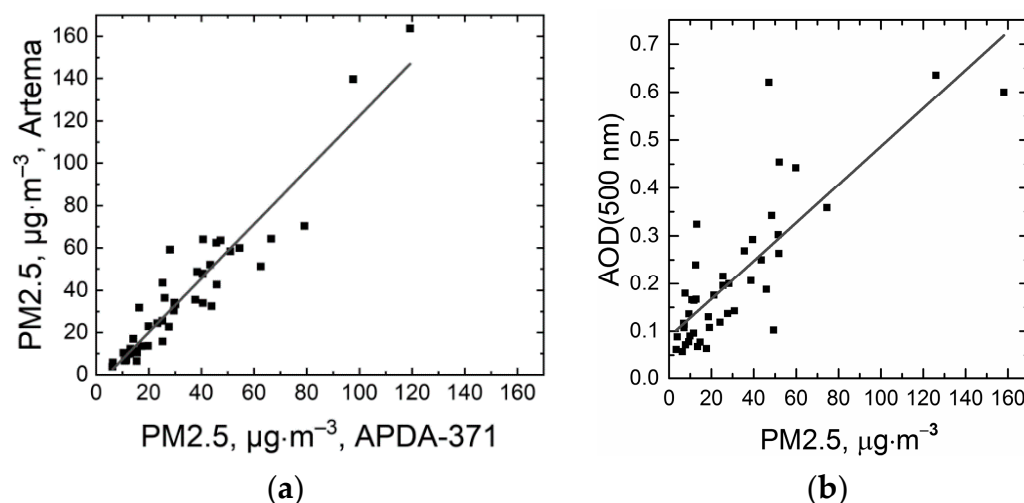 PM2.5, µg·m⁻³, Artema
160
140
120
100
80
60
40
20
0
0 20 40 60 80 100 120 140 160
PM2.5, µg·m⁻³, APDA-371
(a)
AOD(500 nm)
0.7
0.6
0.5
0.4
0.3
0.2
0.1
0.0
0 20 40 60 80 100 120 140 160
PM2.5, µg·m⁻³
(b)